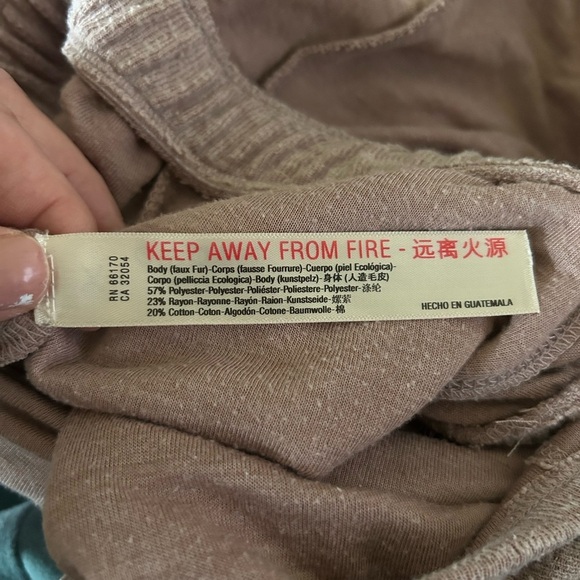 RN 66170
CA 32054
KEEP AWAY FROM FIRE - 远离火源
Body (faux Fur)-Corps (fausse Fourrure)-Cuerpo (piel Ecológica)-
Corpo (pelliccia Ecologica)-Body (kunstpelz)-身体 (人造毛皮)
57% Polyester-Polyester-Poliéster-Poliestere-Polyester-涤纶
23% Rayon-Rayonne-Rayón-Raion-Kunstseide-嫘萦
20% Cotton-Coton-Algodón-Cotone-Baumwolle-棉
HECHO EN GUATEMALA